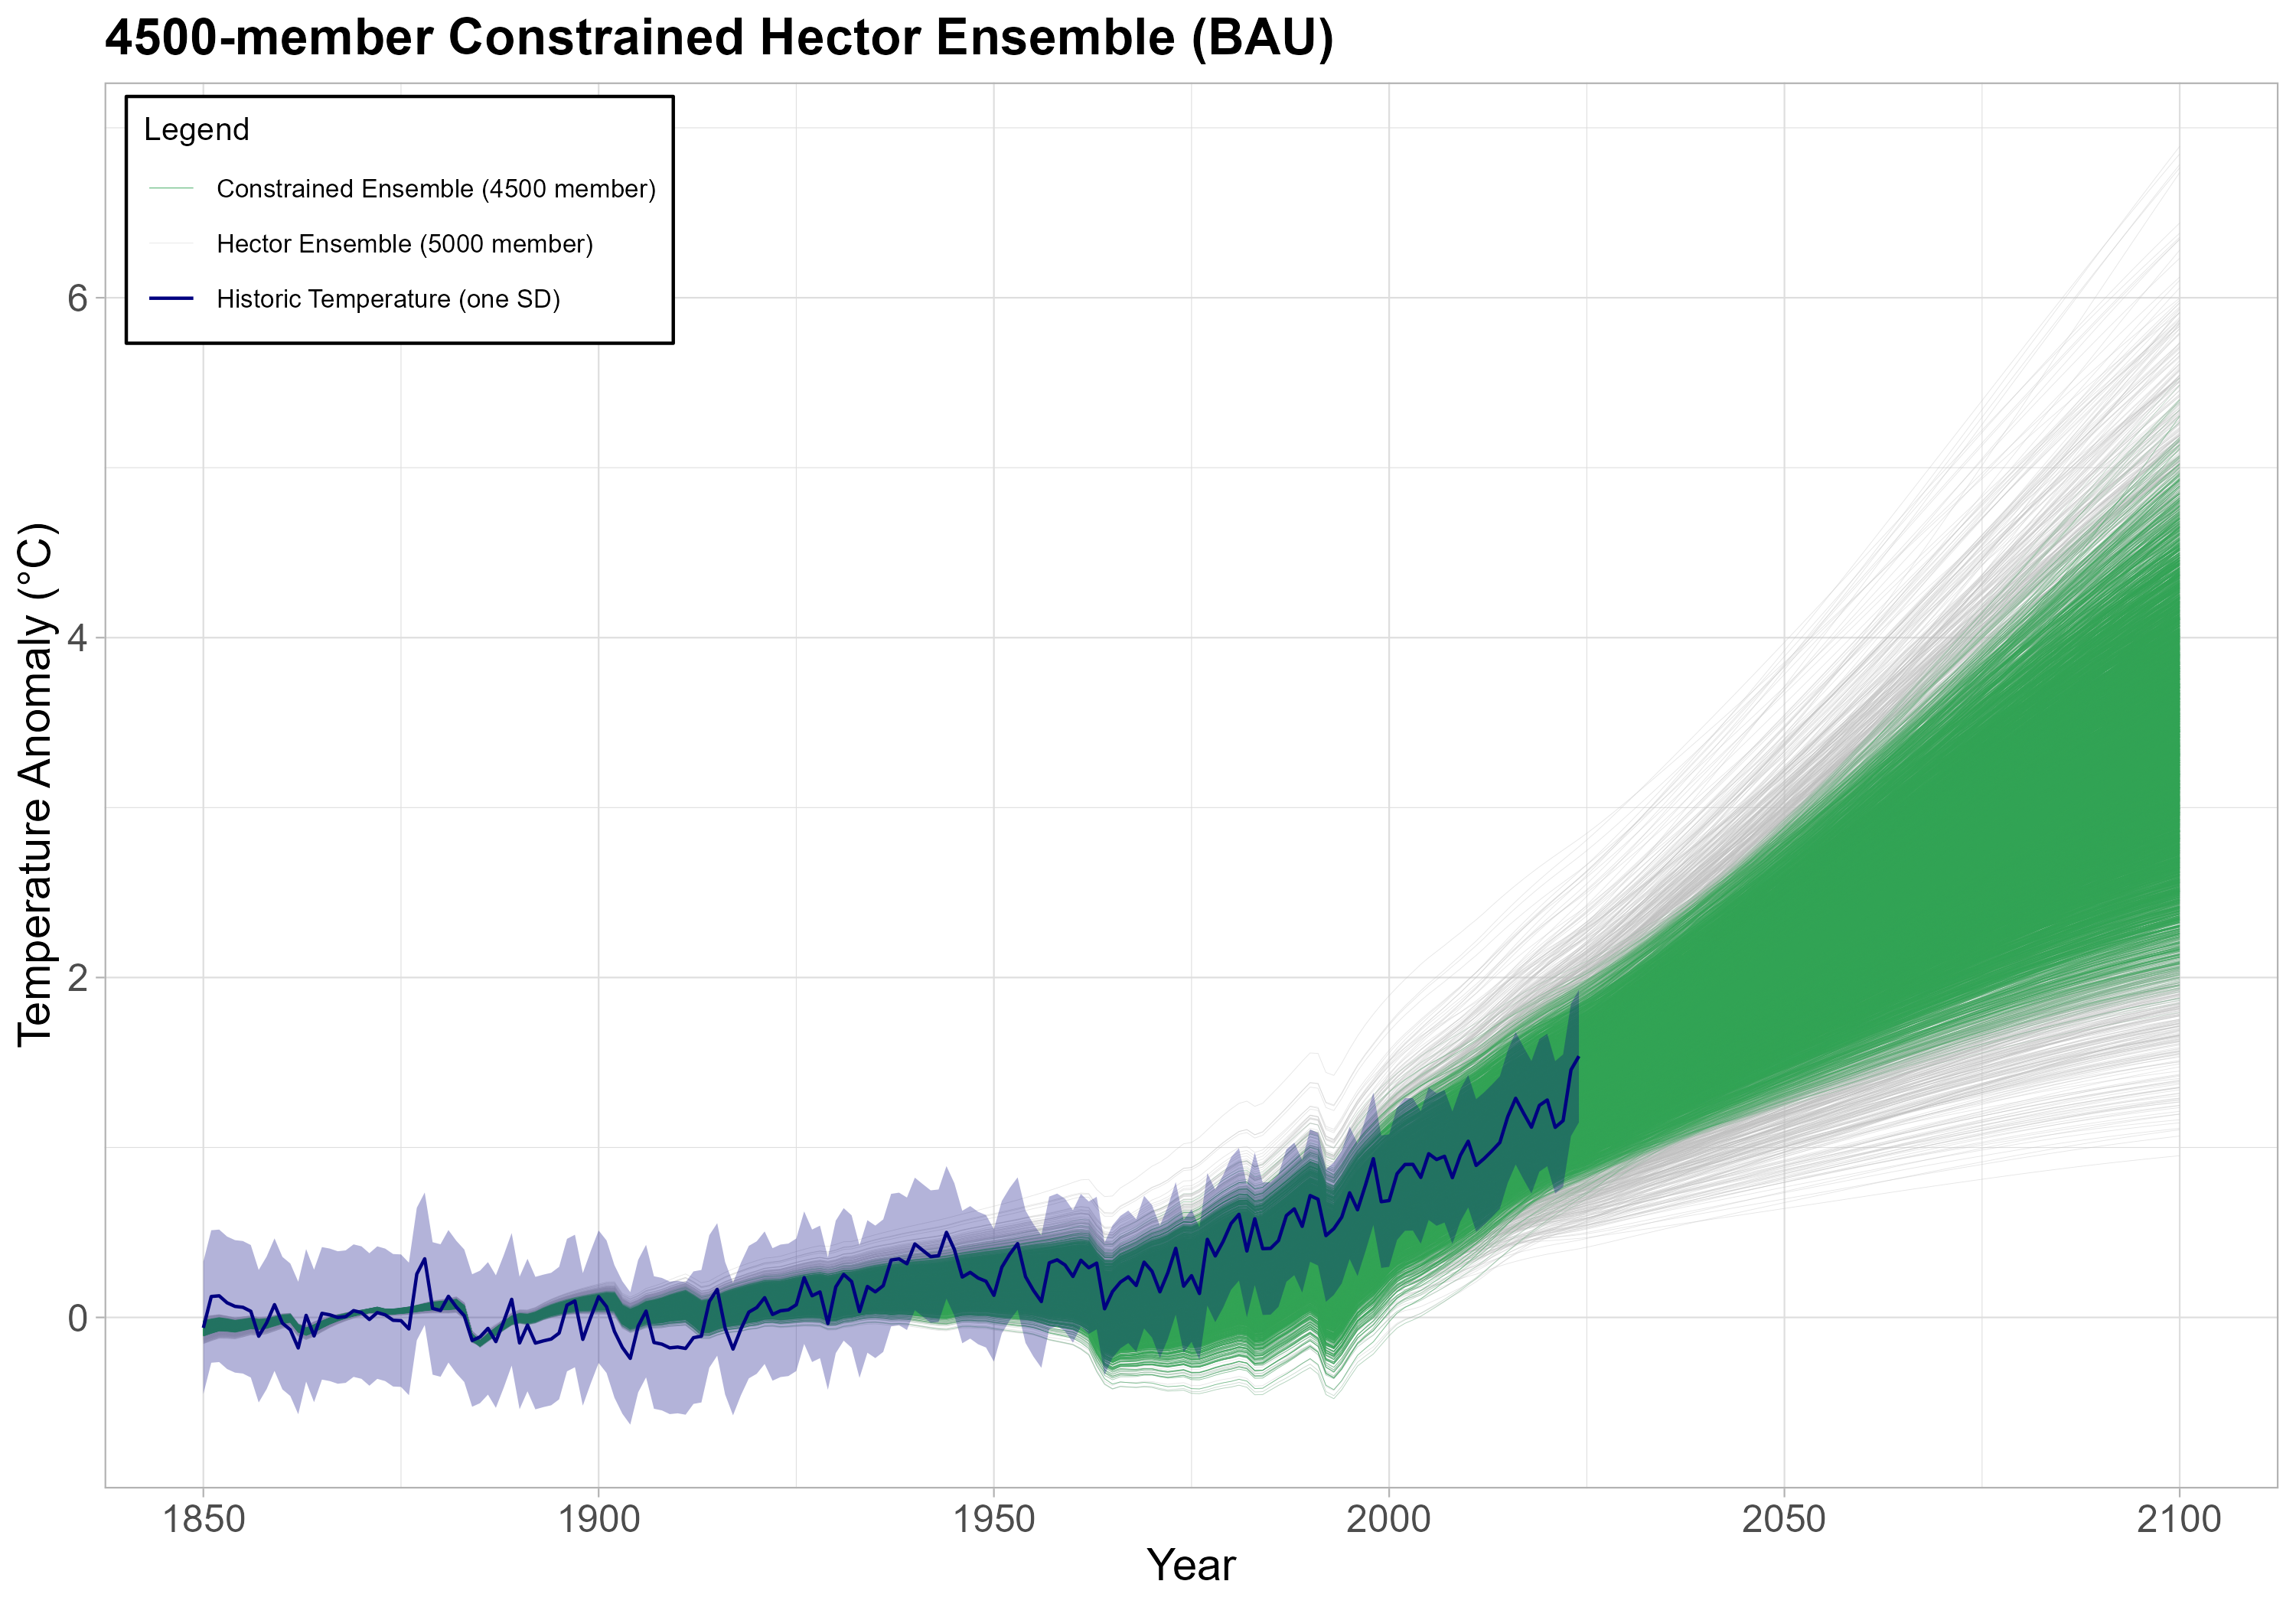 4500-member Constrained Hector Ensemble (BAU)
Legend
Constrained Ensemble (4500 member)
Hector Ensemble (5000 member)
Historic Temperature (one SD)
Temperature Anomaly (°C)
6
4
2
0
1850 1900 1950 2000 2050 2100
Year